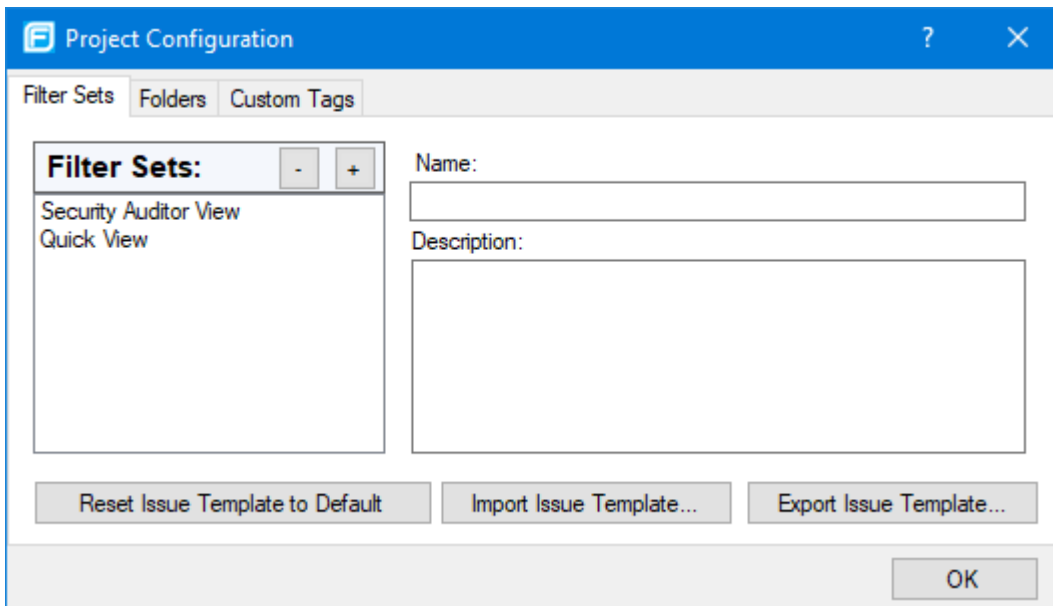 Project Configuration
?
Filter Sets
Folders
Custom Tags
Filter Sets:
-
+
Security Auditor View
Quick View
Name:
Description:
Reset Issue Template to Default
Import Issue Template...
Export Issue Template...
OK